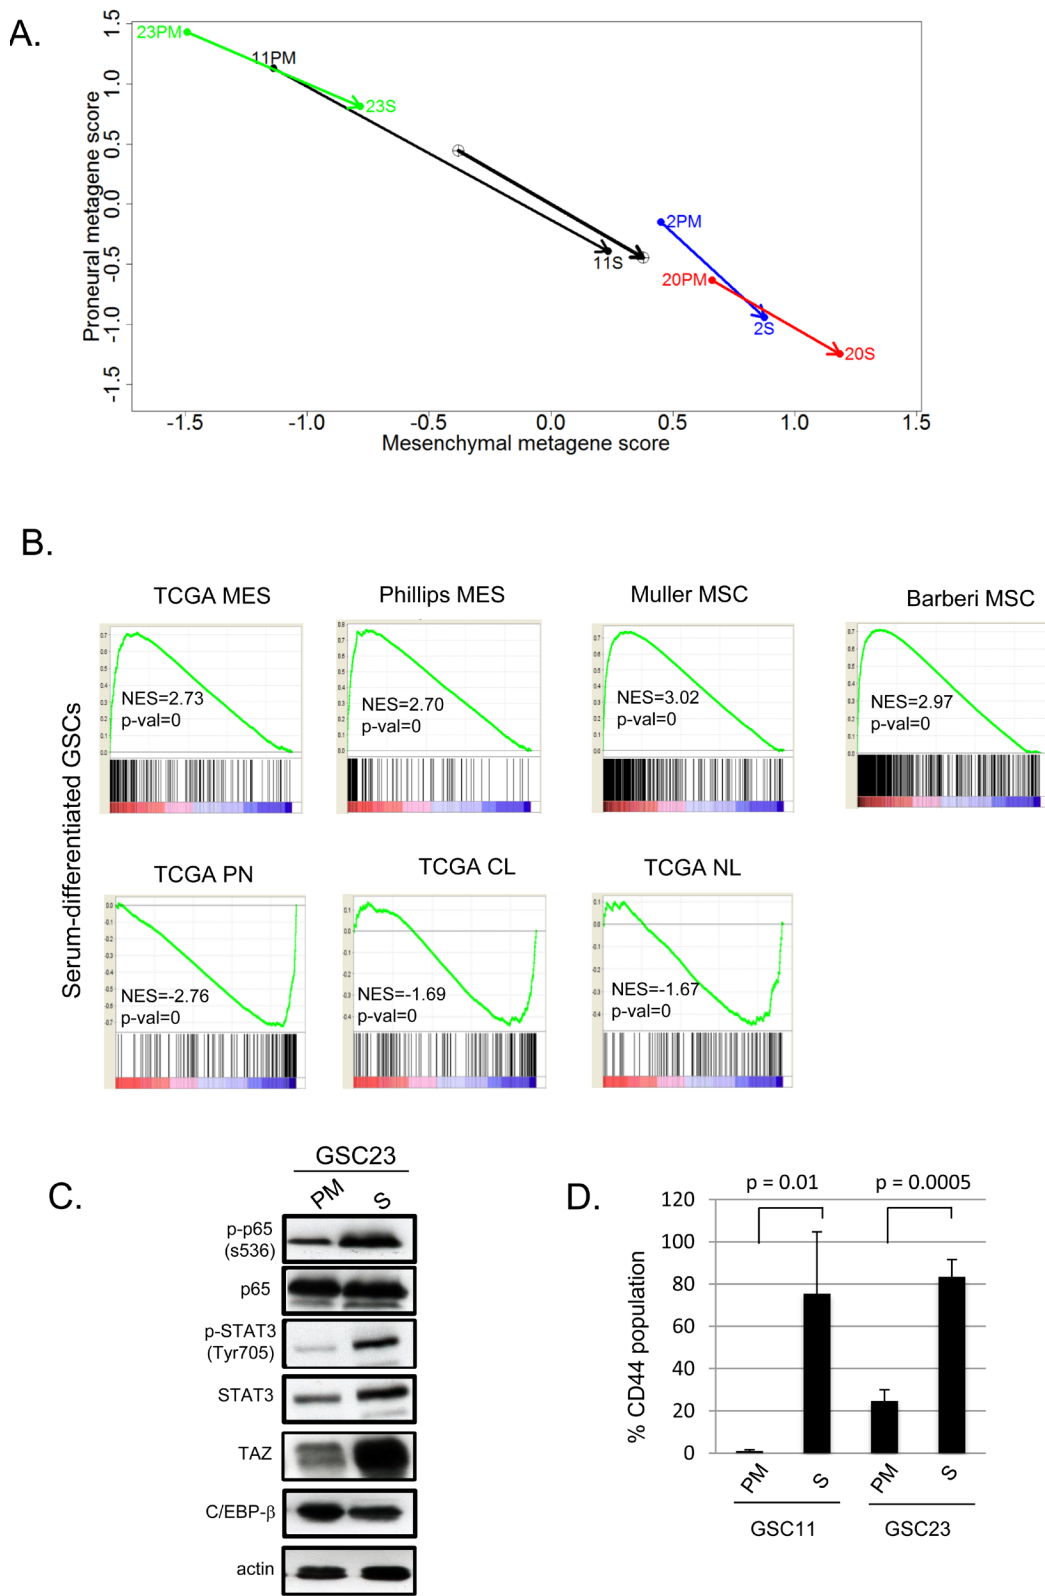 A.
Proneural metagene score
1.5
1.0
0.5
0.0
-0.5
-1.0
-1.5
23PM
11PM
23S
11S
2PM
20PM
2S
20S
-1.5 -1.0 -0.5 0.0 0.5 1.0 1.5
Mesenchymal metagene score
B.
Serum-differentiated GSCs
TCGA MES Phillips MES Muller MSC Barberi MSC
NES=2.73
p-val=0
NES=2.70
p-val=0
NES=3.02
p-val=0
NES=2.97
p-val=0
TCGA PN TCGA CL TCGA NL
NES=-2.76
p-val=0
NES=-1.69
p-val=0
NES=-1.67
p-val=0
C.
GSC23
PM S
p-p65
(s536)
p65
p-STAT3
(Tyr705)
STAT3
TAZ
C/EBP-β
actin
D.
p = 0.01 p = 0.0005
% CD44 population
120
100
80
60
40
20
0
PM S PM S
GSC11 GSC23